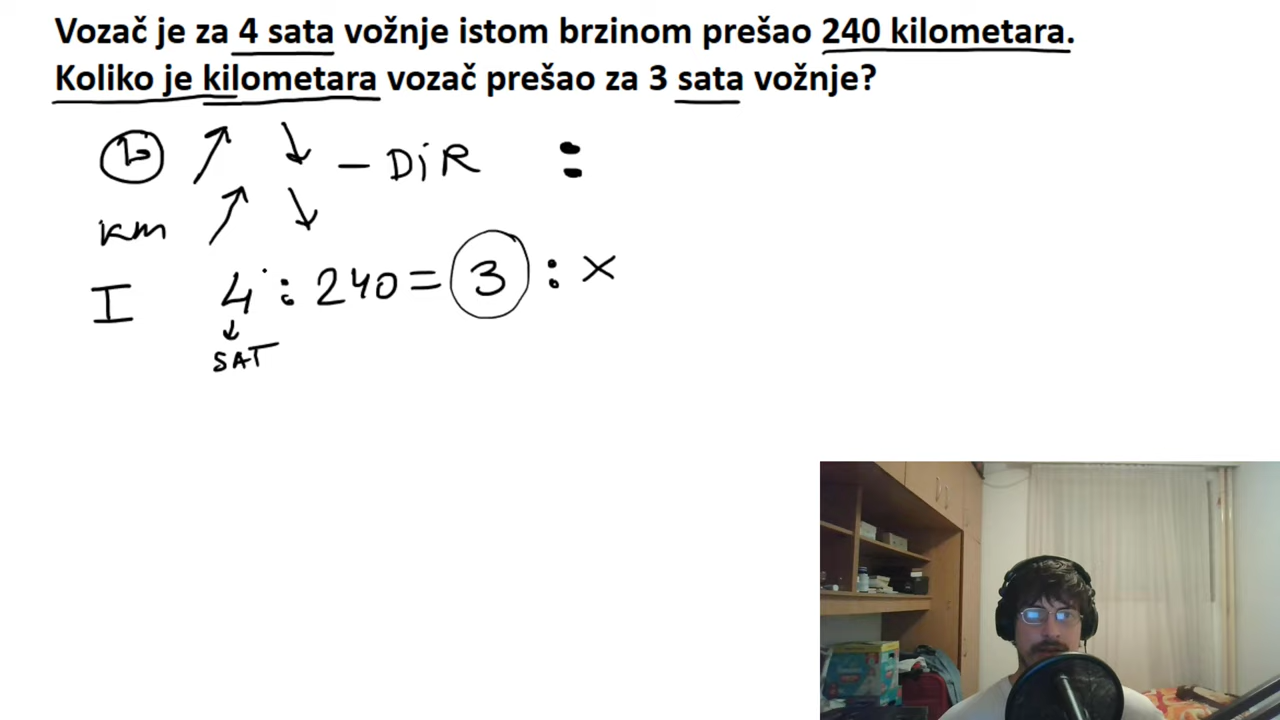 Vozač je za 4 sata vožnje istom brzinom prešao 240 kilometara.
Koliko je kilometara vozač prešao za 3 sata vožnje?
– DiR :
km
I 4 : 240 = 3 : x
SAT